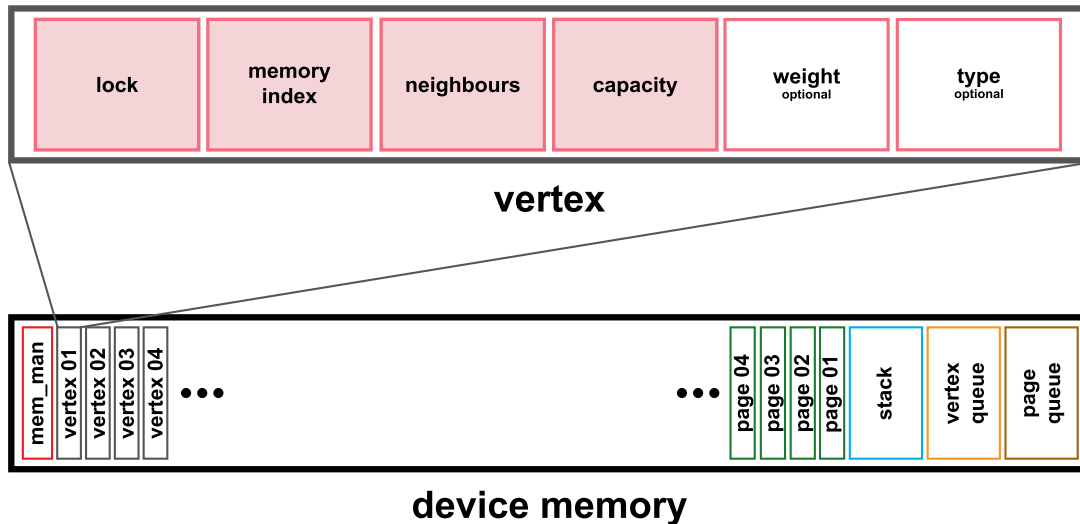 lock
memory
index
neighbours
capacity
weight
optional
type
optional
vertex
mem_man
vertex 01
vertex 02
vertex 03
vertex 04
•••
•••
page 04
page 03
page 02
page 01
stack
vertex
queue
page
queue
device memory